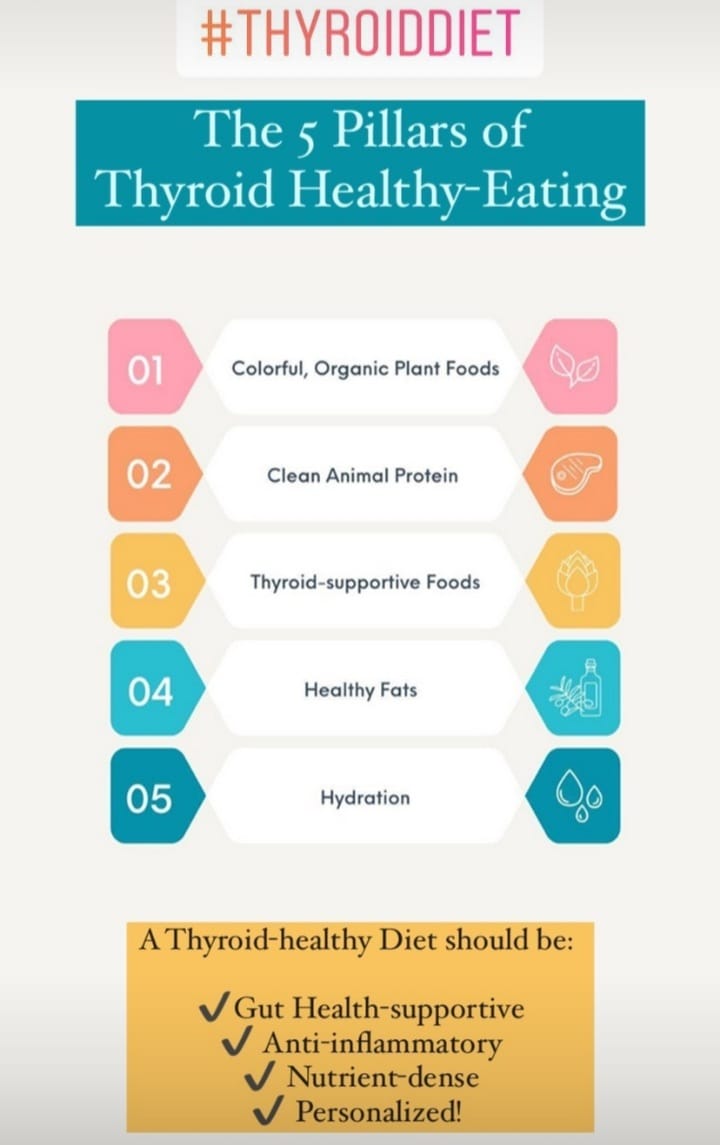 #THYROIDDIET
The 5 Pillars of
Thyroid Healthy-Eating
01
Colorful, Organic Plant Foods
02
Clean Animal Protein
03
Thyroid-supportive Foods
04
Healthy Fats
05
Hydration
A Thyroid-healthy Diet should be:
✔Gut Health-supportive
✔ Anti-inflammatory
✔ Nutrient-dense
✔ Personalized!